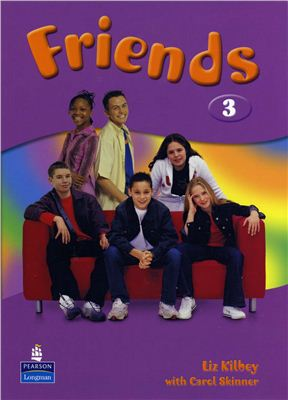 Friends
3
Liz Kilbey
with Carol Skinner
PEARSON
Longman